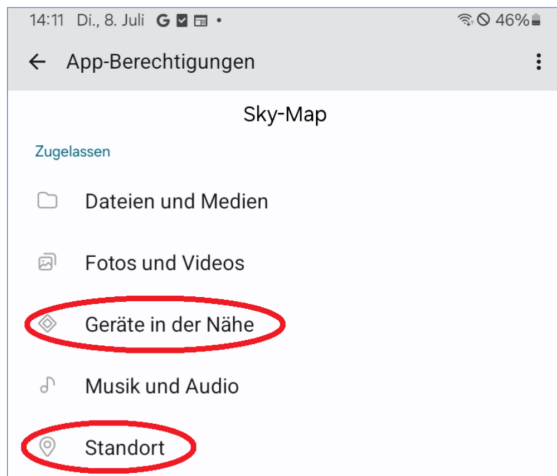 14:11 Di., 8. Juli G 46%
App-Berechtigungen
Sky-Map
Zugelassen
Dateien und Medien
Fotos und Videos
Geräte in der Nähe
Musik und Audio
Standort